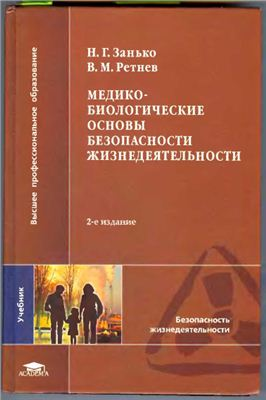 Н. Г. Занько
В. М. Ретнев
МЕДИКО-
БИОЛОГИЧЕСКИЕ
ОСНОВЫ
БЕЗОПАСНОСТИ
ЖИЗНЕДЕЯТЕЛЬНОСТИ
2-е издание
Высшее профессиональное образование
Учебник
Безопасность
жизнедеятельности
ACADEMA